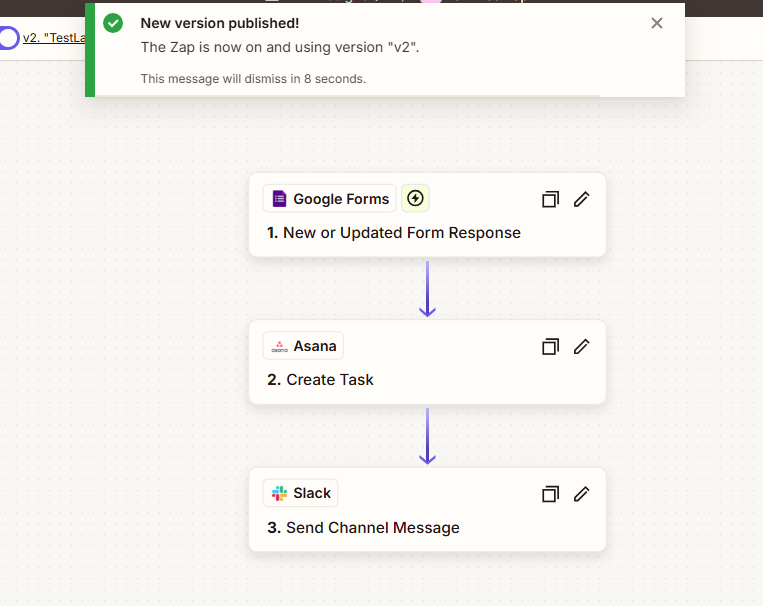 New version published!
v2. "TestLa
The Zap is now on and using version "v2".
This message will dismiss in 8 seconds.
Google Forms
1. New or Updated Form Response
asana Asana
2. Create Task
Slack
3. Send Channel Message